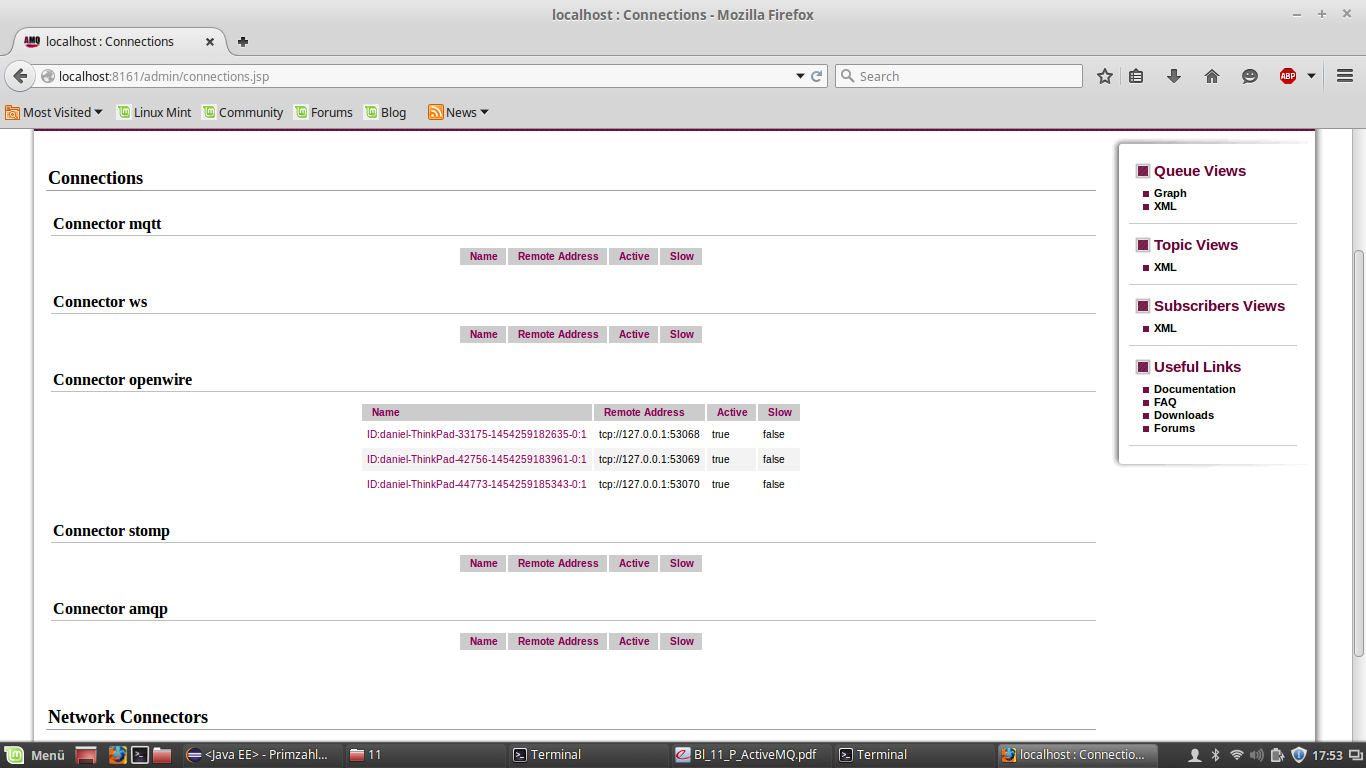 localhost : Connections - Mozilla Firefox
AMQ localhost : Connections
localhost:8161/admin/connections.jsp
Search
ABP
Most Visited Linux Mint Community Forums Blog News
Connections
Connector mqtt
Name Remote Address Active Slow
Connector ws
Name Remote Address Active Slow
Connector openwire
Name Remote Address Active Slow
ID:daniel-ThinkPad-33175-1454259182635-0:1 tcp://127.0.0.1:53068 true false
ID:daniel-ThinkPad-42756-1454259183961-0:1 tcp://127.0.0.1:53069 true false
ID:daniel-ThinkPad-44773-1454259185343-0:1 tcp://127.0.0.1:53070 true false
Connector stomp
Name Remote Address Active Slow
Connector amqp
Name Remote Address Active Slow
Network Connectors
Queue Views
Graph
XML
Topic Views
XML
Subscribers Views
XML
Useful Links
Documentation
FAQ
Downloads
Forums
Menü <Java EE> - Primzahl... 11 Terminal Bl_11_P_ActiveMQ.pdf Terminal localhost : Connectio... 17:53